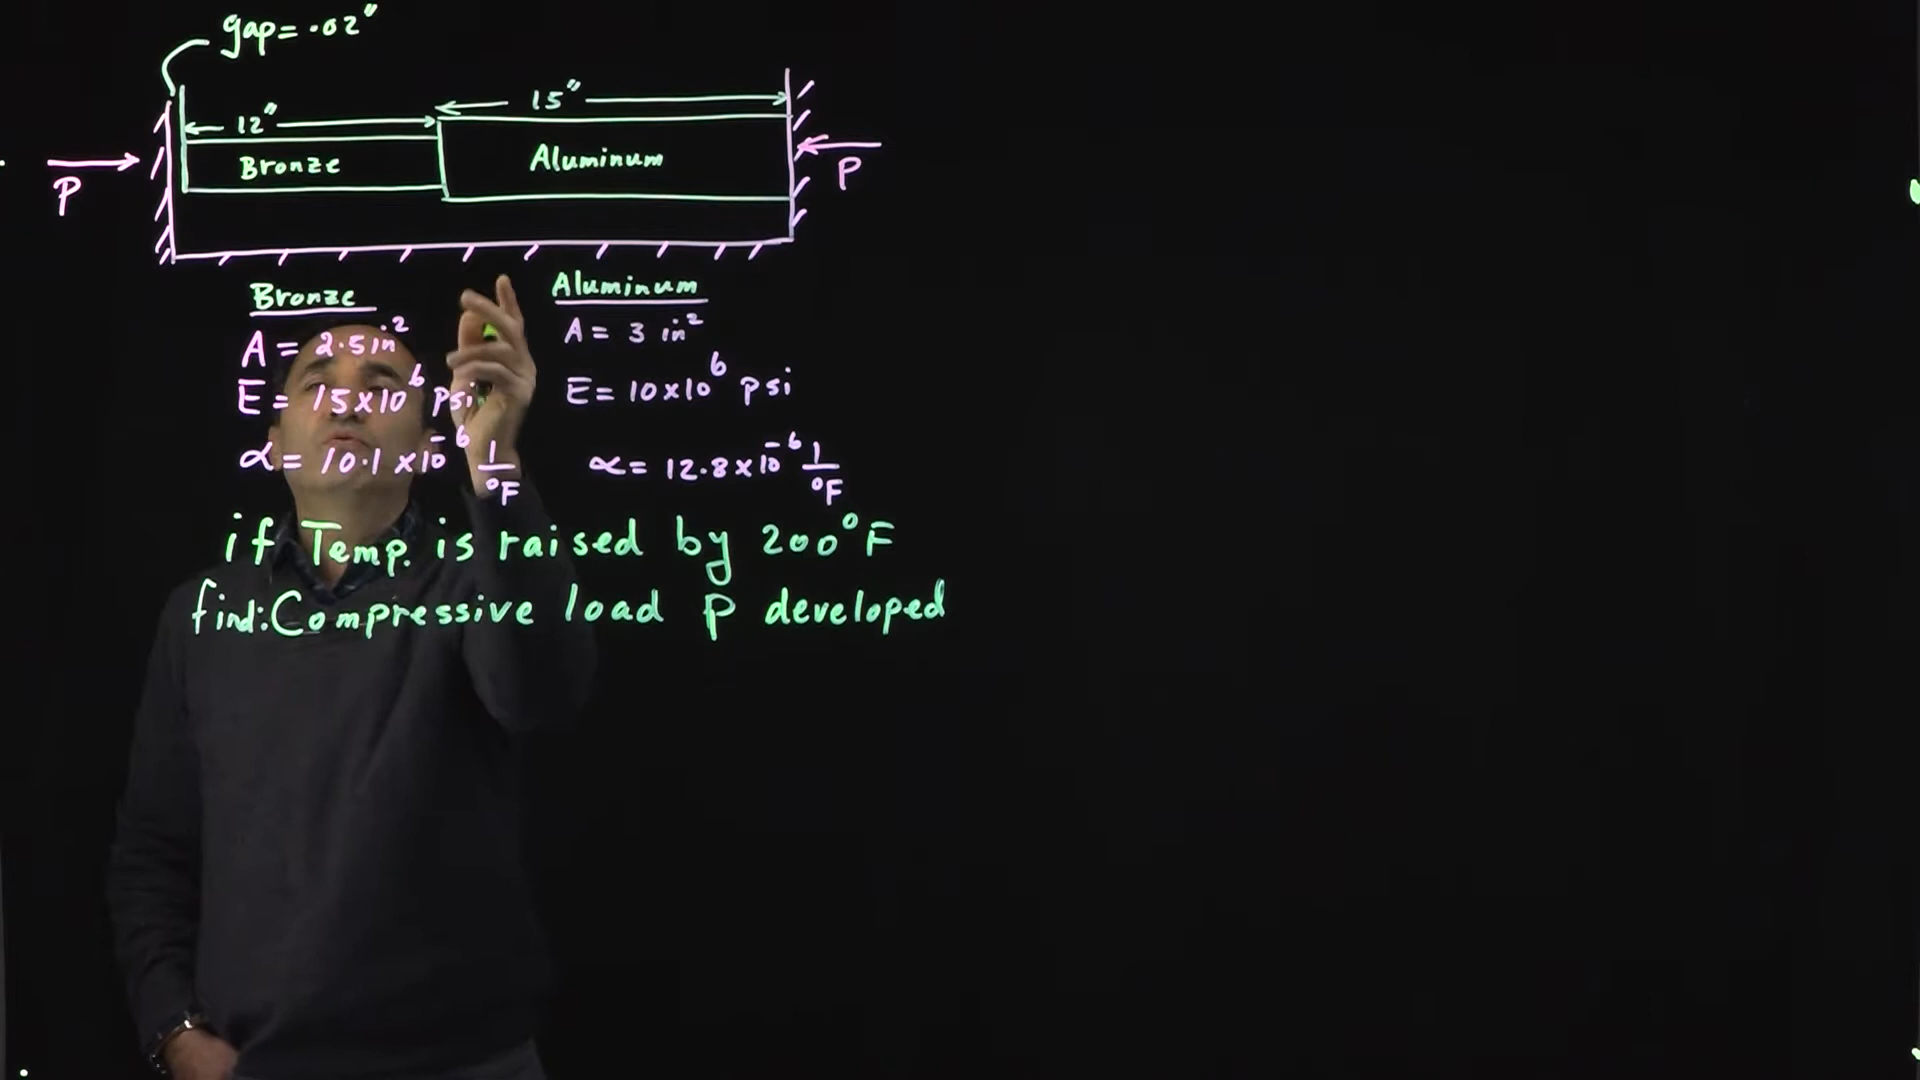 gap = .02"
15"
12"
Bronze
Aluminum
P
P
Bronze
A = 2.5 in²
E = 15x10⁶ psi
α = 10.1 x10⁻⁶ 1/°F
Aluminum
A = 3 in²
E = 10x10⁶ psi
α = 12.8x10⁻⁶ 1/°F
if Temp. is raised by 200°F
find: Compressive load P developed